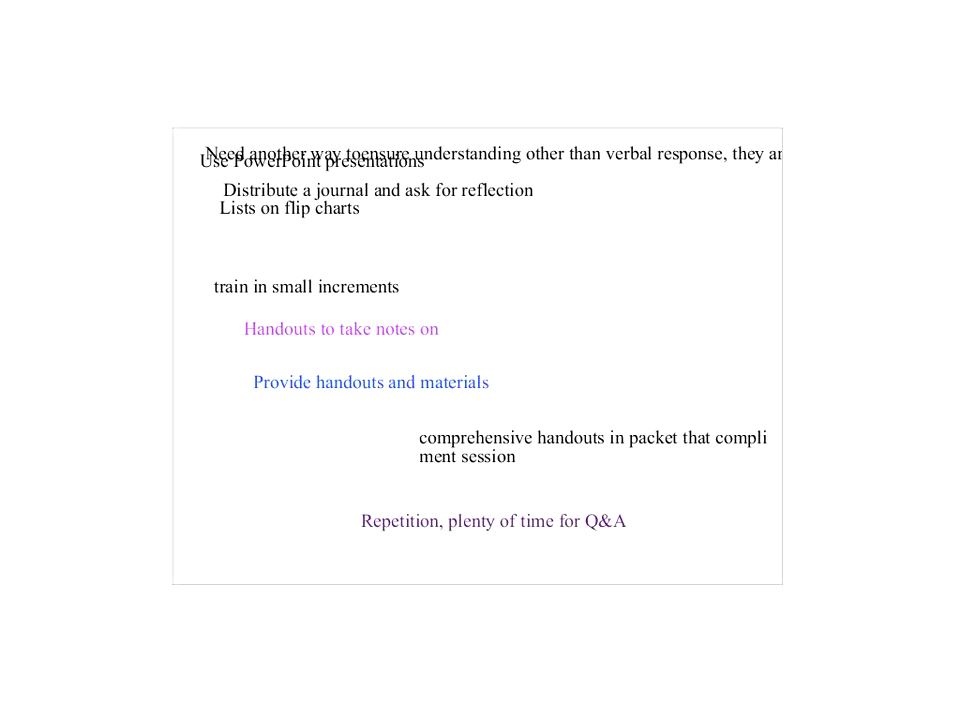 Need another way toensure understanding other than verbal response, they ar
Use PowerPoint presentations
Distribute a journal and ask for reflection
Lists on flip charts
train in small increments
Handouts to take notes on
Provide handouts and materials
comprehensive handouts in packet that compli
ment session
Repetition, plenty of time for Q&A